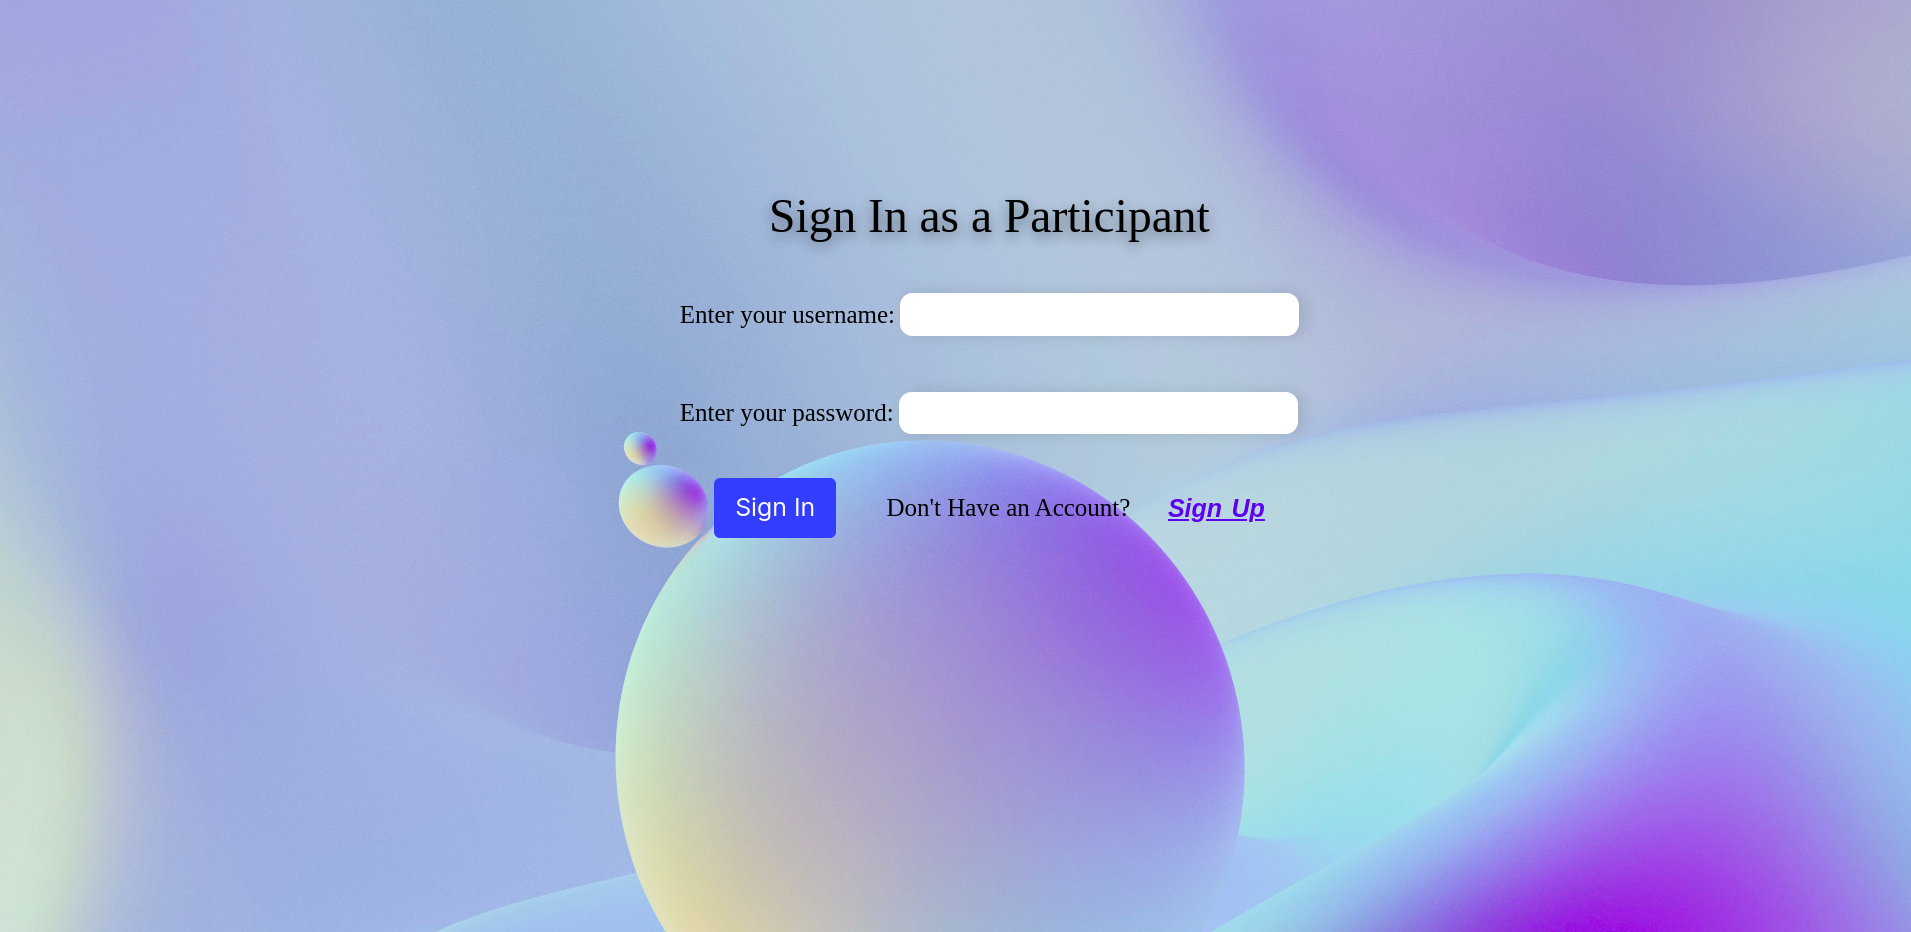 Sign In as a Participant
Enter your username:
Enter your password:
Sign In Don't Have an Account? Sign Up